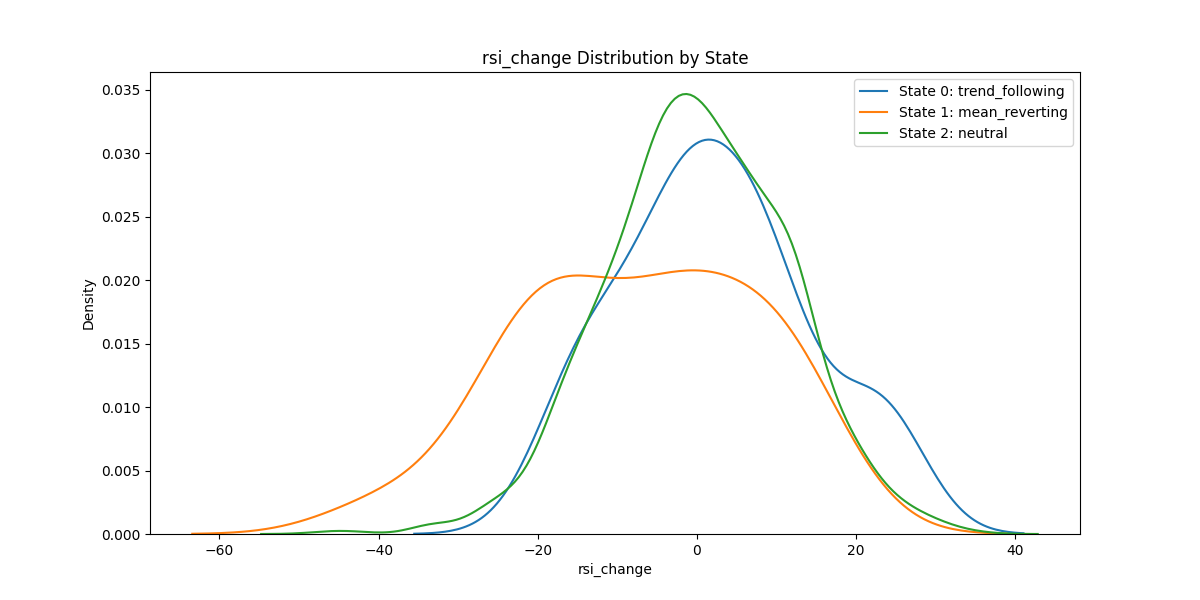 rsi_change Distribution by State
State 0: trend_following
State 1: mean_reverting
State 2: neutral
Density
0.035
0.030
0.025
0.020
0.015
0.010
0.005
0.000
−60 −40 −20 0 20 40
rsi_change